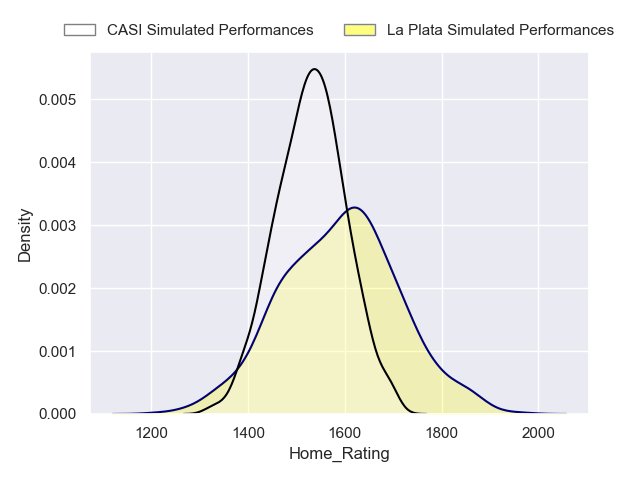 CASI Simulated Performances La Plata Simulated Performances
0.005
0.004
0.003
0.002
0.001
0.000
Density
1200 1400 1600 1800 2000
Home_Rating